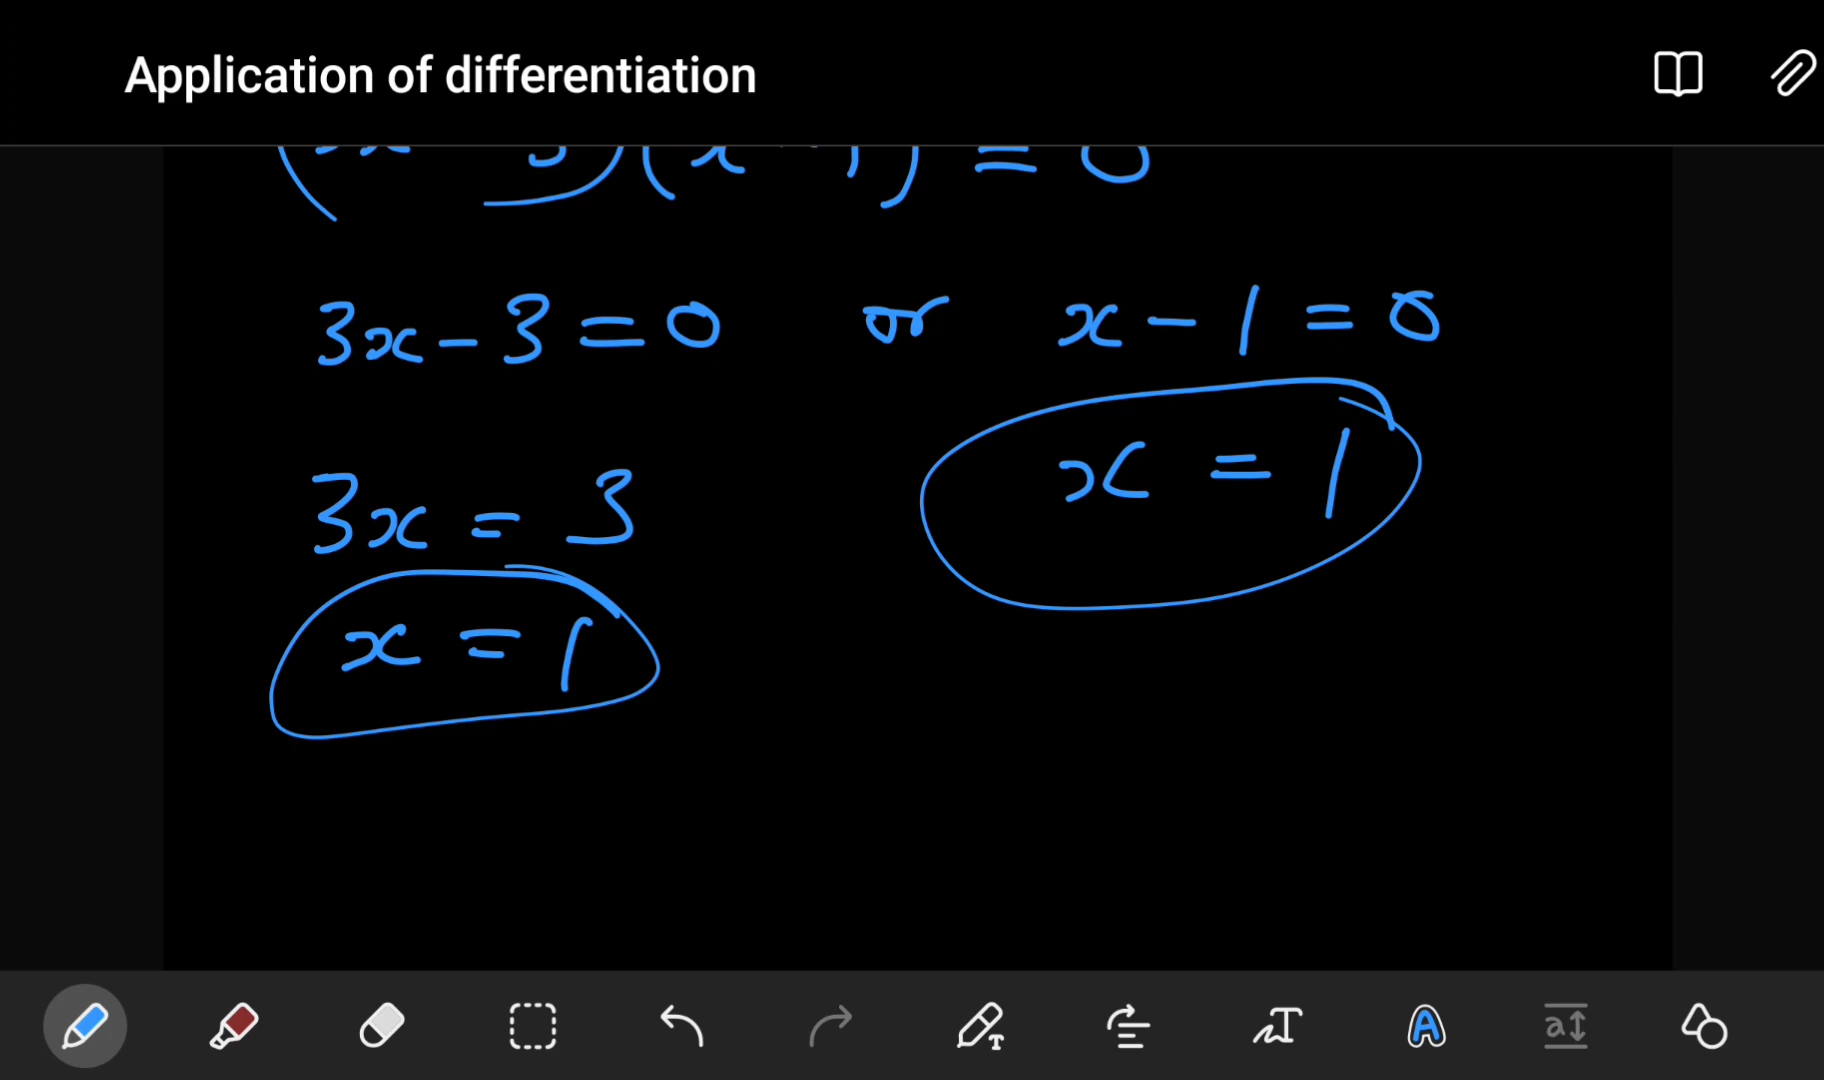 Application of differentiation
3x - 3 = 0 or x - 1 = 0
x = 1
3x = 3
x = 1